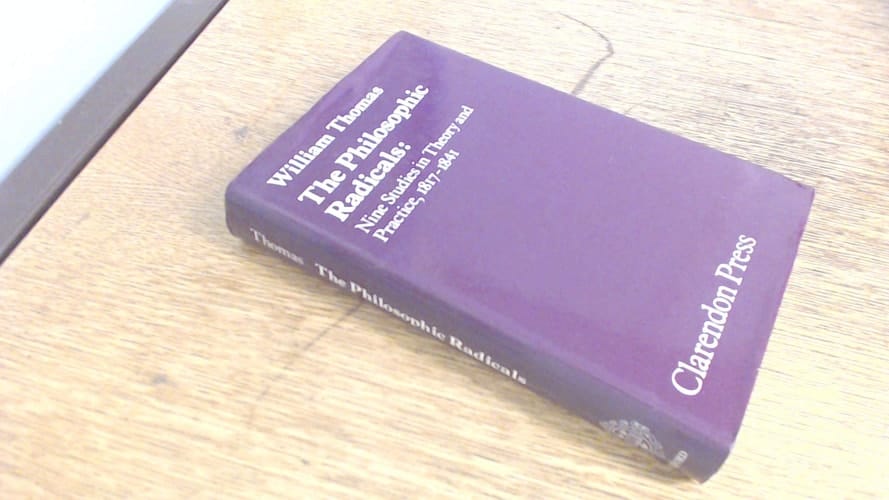 William Thomas
The Philosophic
Radicals:
Nine Studies in Theory and
Practice, 1817-1841
Clarendon Press
Thomas The Philosophic Radicals